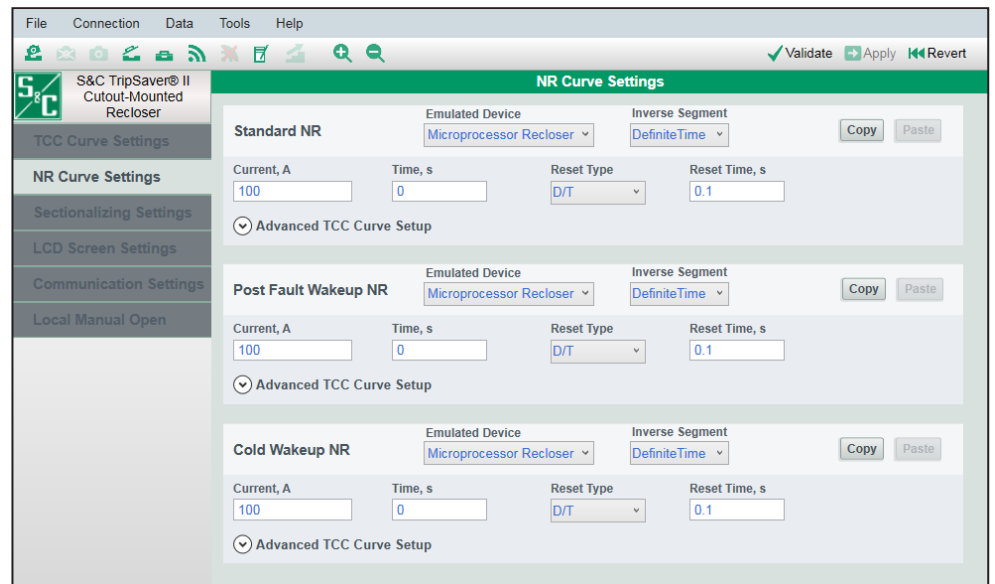 File Connection Data Tools Help
Validate Apply Revert
S&C
S&C TripSaver® II
Cutout-Mounted
Recloser
TCC Curve Settings
NR Curve Settings
Sectionalizing Settings
LCD Screen Settings
Communication Settings
Local Manual Open
NR Curve Settings
Standard NR
Emulated Device
Microprocessor Recloser
Inverse Segment
DefiniteTime
Copy Paste
Current, A Time, s Reset Type Reset Time, s
100 0 D/T 0.1
Advanced TCC Curve Setup
Post Fault Wakeup NR
Emulated Device
Microprocessor Recloser
Inverse Segment
DefiniteTime
Copy Paste
Current, A Time, s Reset Type Reset Time, s
100 0 D/T 0.1
Advanced TCC Curve Setup
Cold Wakeup NR
Emulated Device
Microprocessor Recloser
Inverse Segment
DefiniteTime
Copy Paste
Current, A Time, s Reset Type Reset Time, s
100 0 D/T 0.1
Advanced TCC Curve Setup